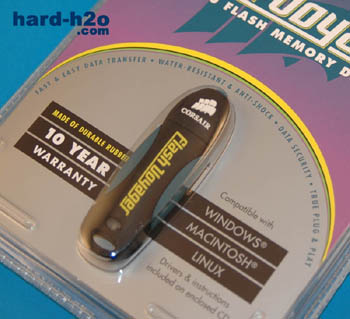 hard-h2o
.com
FLASH MEMORY D
FAST & EASY DATA TRANSFER • WATER-RESISTANT & ANTI-SHOCK • DATA SECURITY • TRUE PLUG & PLAY
CORSAIR
Flash Voyager
MADE OF DURABLE RUBBER
10 YEAR
WARRANTY
Compatible with
WINDOWS®
MACINTOSH®
LINUX
Drivers & instructions
included on enclosed CD